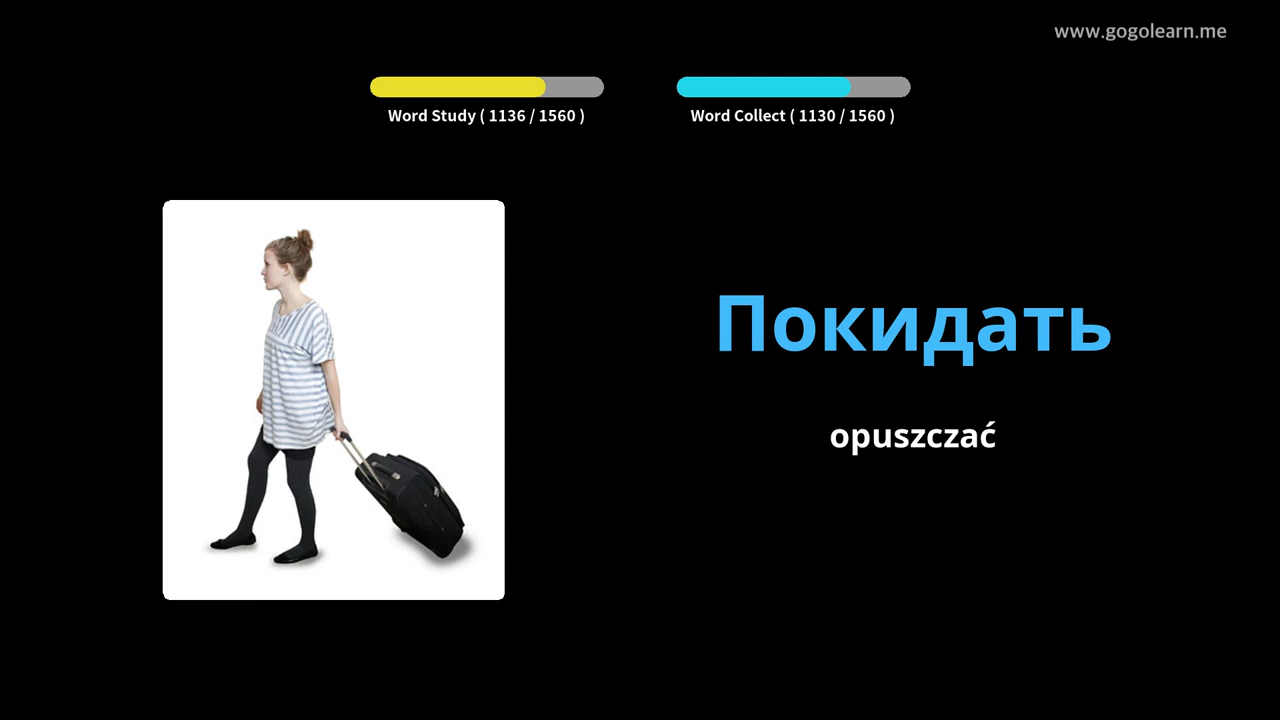 www.gogolearn.me
Word Study ( 1136 / 1560 )
Word Collect ( 1130 / 1560 )
Покидать
opuszczać